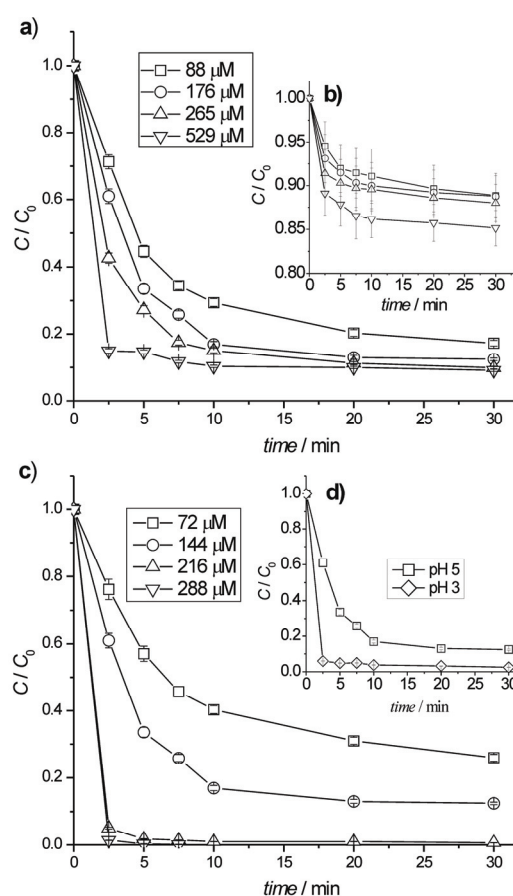 a)
88 µM
176 µM
265 µM
529 µM
C / C0
1.0
0.8
0.6
0.4
0.2
0.0
0 5 10 15 20 25 30
time / min
b)
C / C0
1.00
0.95
0.90
0.85
0.80
0 5 10 15 20 25 30
time / min
c)
72 µM
144 µM
216 µM
288 µM
C / C0
1.0
0.8
0.6
0.4
0.2
0.0
0 5 10 15 20 25 30
time / min
d)
pH 5
pH 3
C / C0
1.0
0.8
0.6
0.4
0.2
0.0
0 5 10 15 20 25 30
time / min